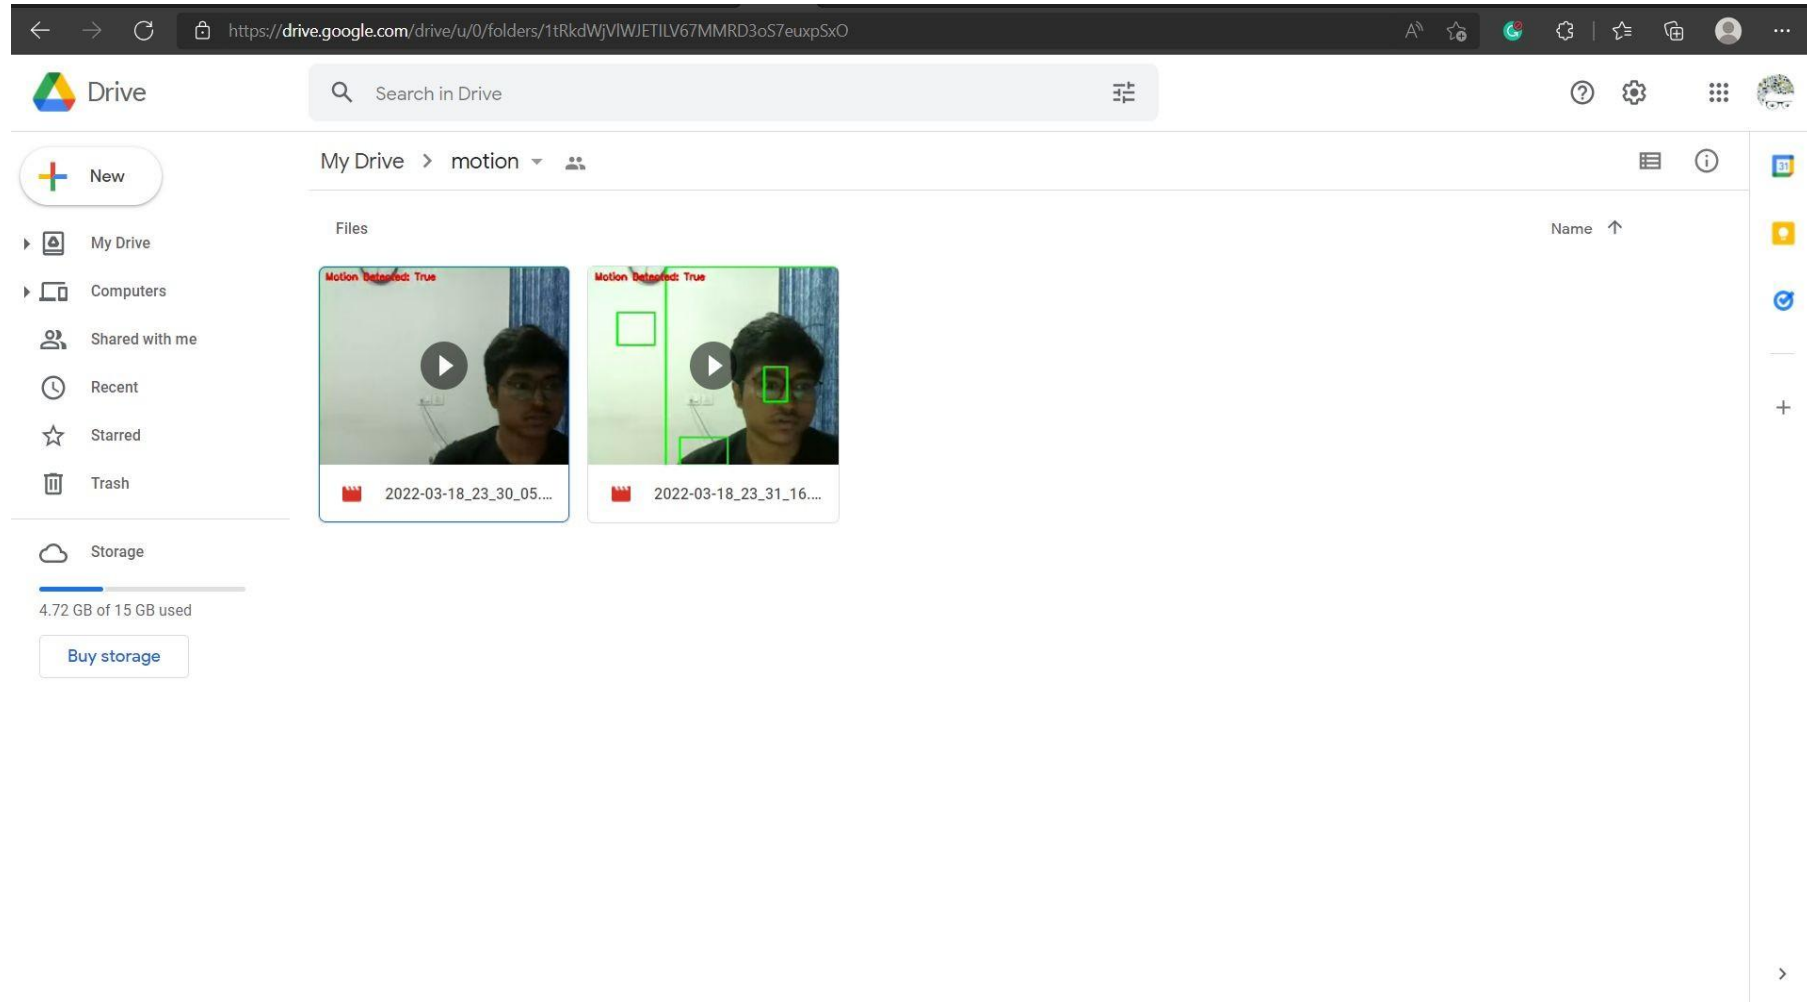 https://drive.google.com/drive/u/0/folders/1tRkdWjVlWJETILV67MMRD3oS7euxpSxO
Drive
Search in Drive
New
My Drive > motion
My Drive
Computers
Shared with me
Recent
Starred
Trash
Storage
4.72 GB of 15 GB used
Buy storage
Files
Name
Motion Detected: True
Motion Detected: True
2022-03-18_23_30_05....
2022-03-18_23_31_16....
31